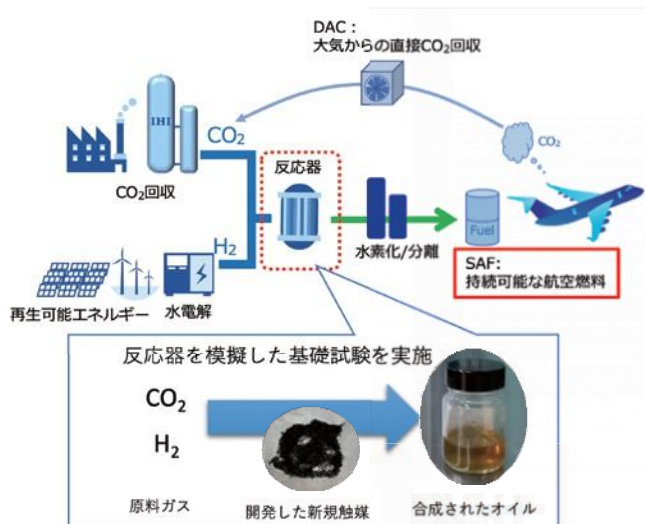 DAC：
大気からの直接CO₂回収
IHI
CO₂
CO₂回収
反応器
CO₂
Fuel
水素化/分離
H₂
SAF:
持続可能な航空燃料
再生可能エネルギー
水電解
反応器を模擬した基礎試験を実施
CO₂
H₂
原料ガス
開発した新規触媒
合成されたオイル